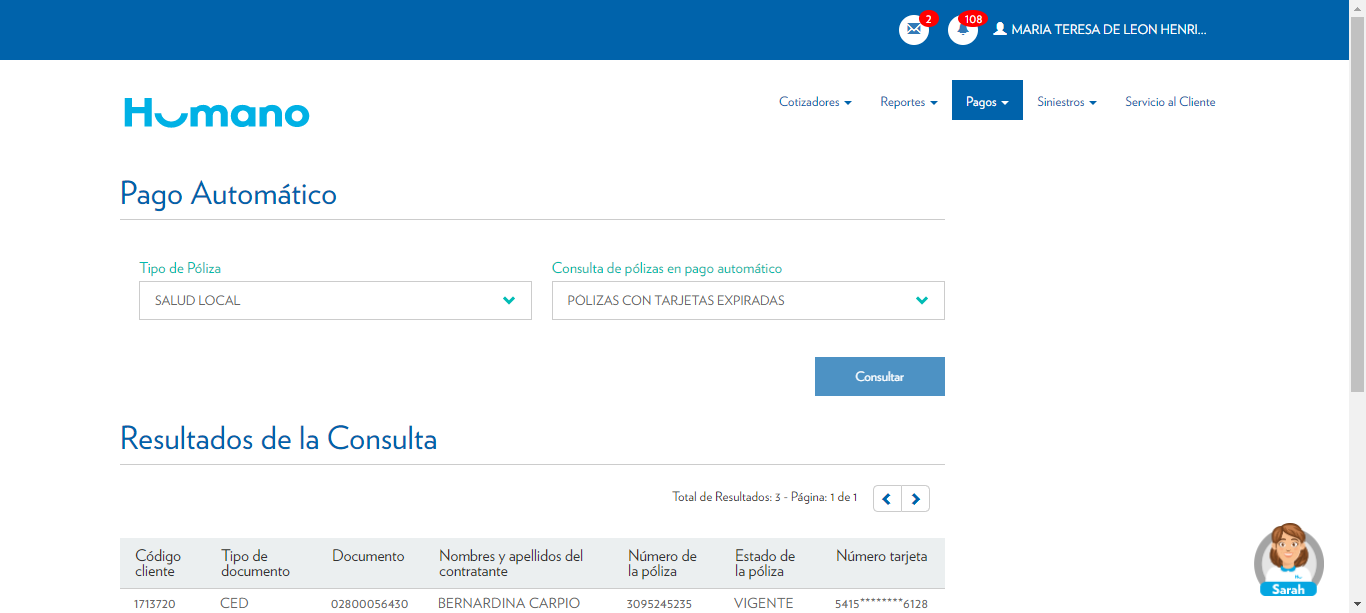 2
108
MARIA TERESA DE LEON HENRI...
Humano
Cotizadores
Reportes
Pagos
Siniestros
Servicio al Cliente
Pago Automático
Tipo de Póliza
Consulta de pólizas en pago automático
SALUD LOCAL
POLIZAS CON TARJETAS EXPIRADAS
Consultar
Resultados de la Consulta
Total de Resultados: 3 - Página: 1 de 1
Código cliente
Tipo de documento
Documento
Nombres y apellidos del contratante
Número de la póliza
Estado de la póliza
Número tarjeta
1713720
CED
02800056430
BERNARDINA CARPIO
3095245235
VIGENTE
5415********6128
Sarah